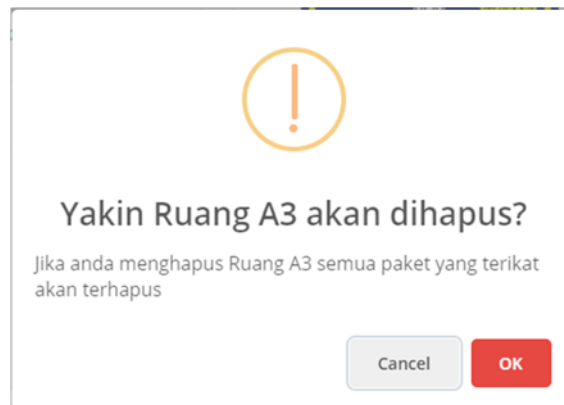 Yakin Ruang A3 akan dihapus?
Jika anda menghapus Ruang A3 semua paket yang terikat
akan terhapus
Cancel
OK